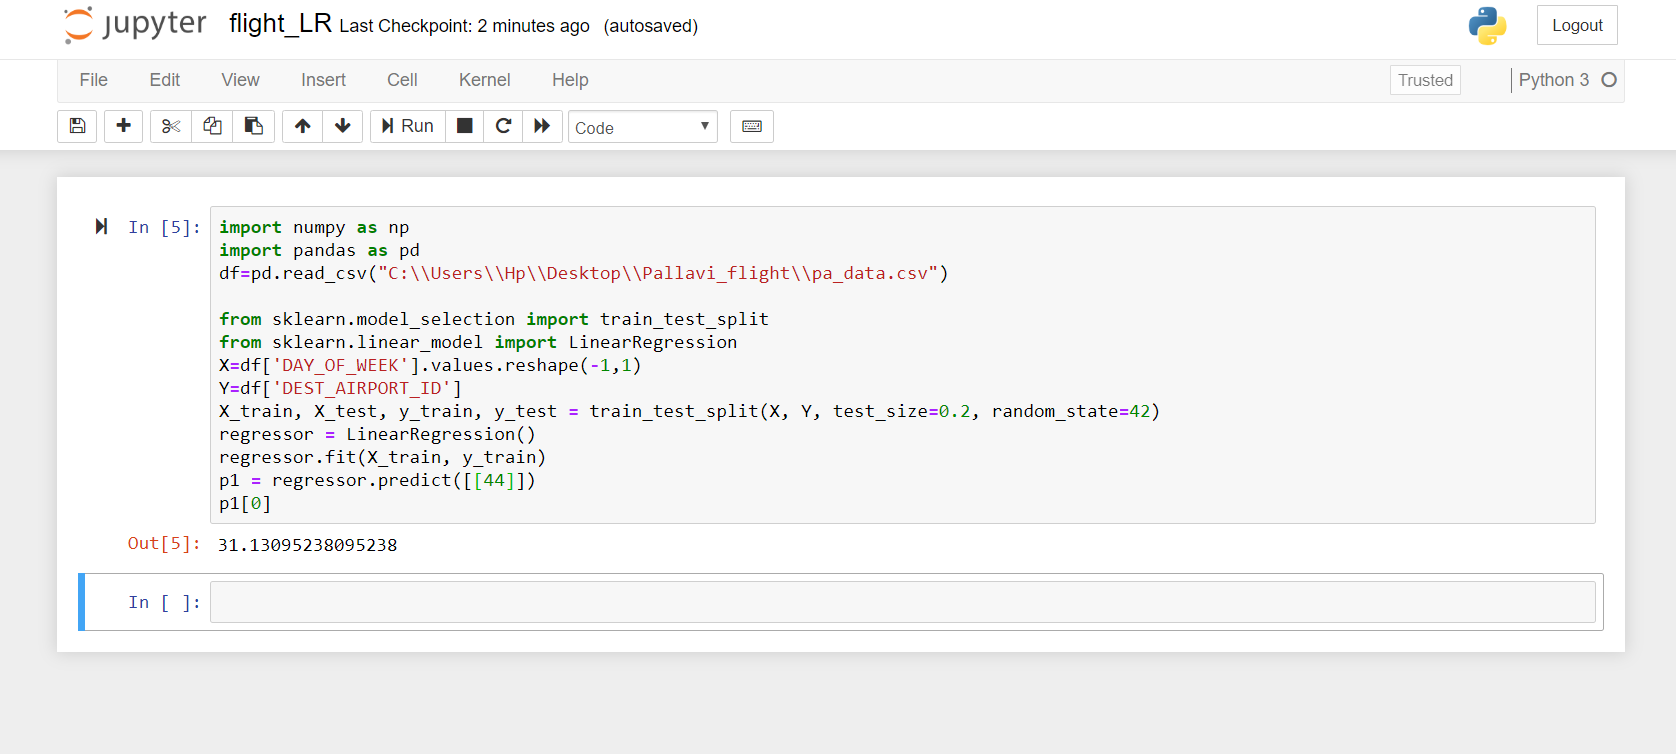 jupyter flight_LR Last Checkpoint: 2 minutes ago (autosaved) Logout
File Edit View Insert Cell Kernel Help Trusted Python 3
Run Code
In [5]: import numpy as np
import pandas as pd
df=pd.read_csv("C:\\Users\\Hp\\Desktop\\Pallavi_flight\\pa_data.csv")
from sklearn.model_selection import train_test_split
from sklearn.linear_model import LinearRegression
X=df['DAY_OF_WEEK'].values.reshape(-1,1)
Y=df['DEST_AIRPORT_ID']
X_train, X_test, y_train, y_test = train_test_split(X, Y, test_size=0.2, random_state=42)
regressor = LinearRegression()
regressor.fit(X_train, y_train)
p1 = regressor.predict([[44]])
p1[0]
Out[5]: 31.13095238095238
In [ ]: